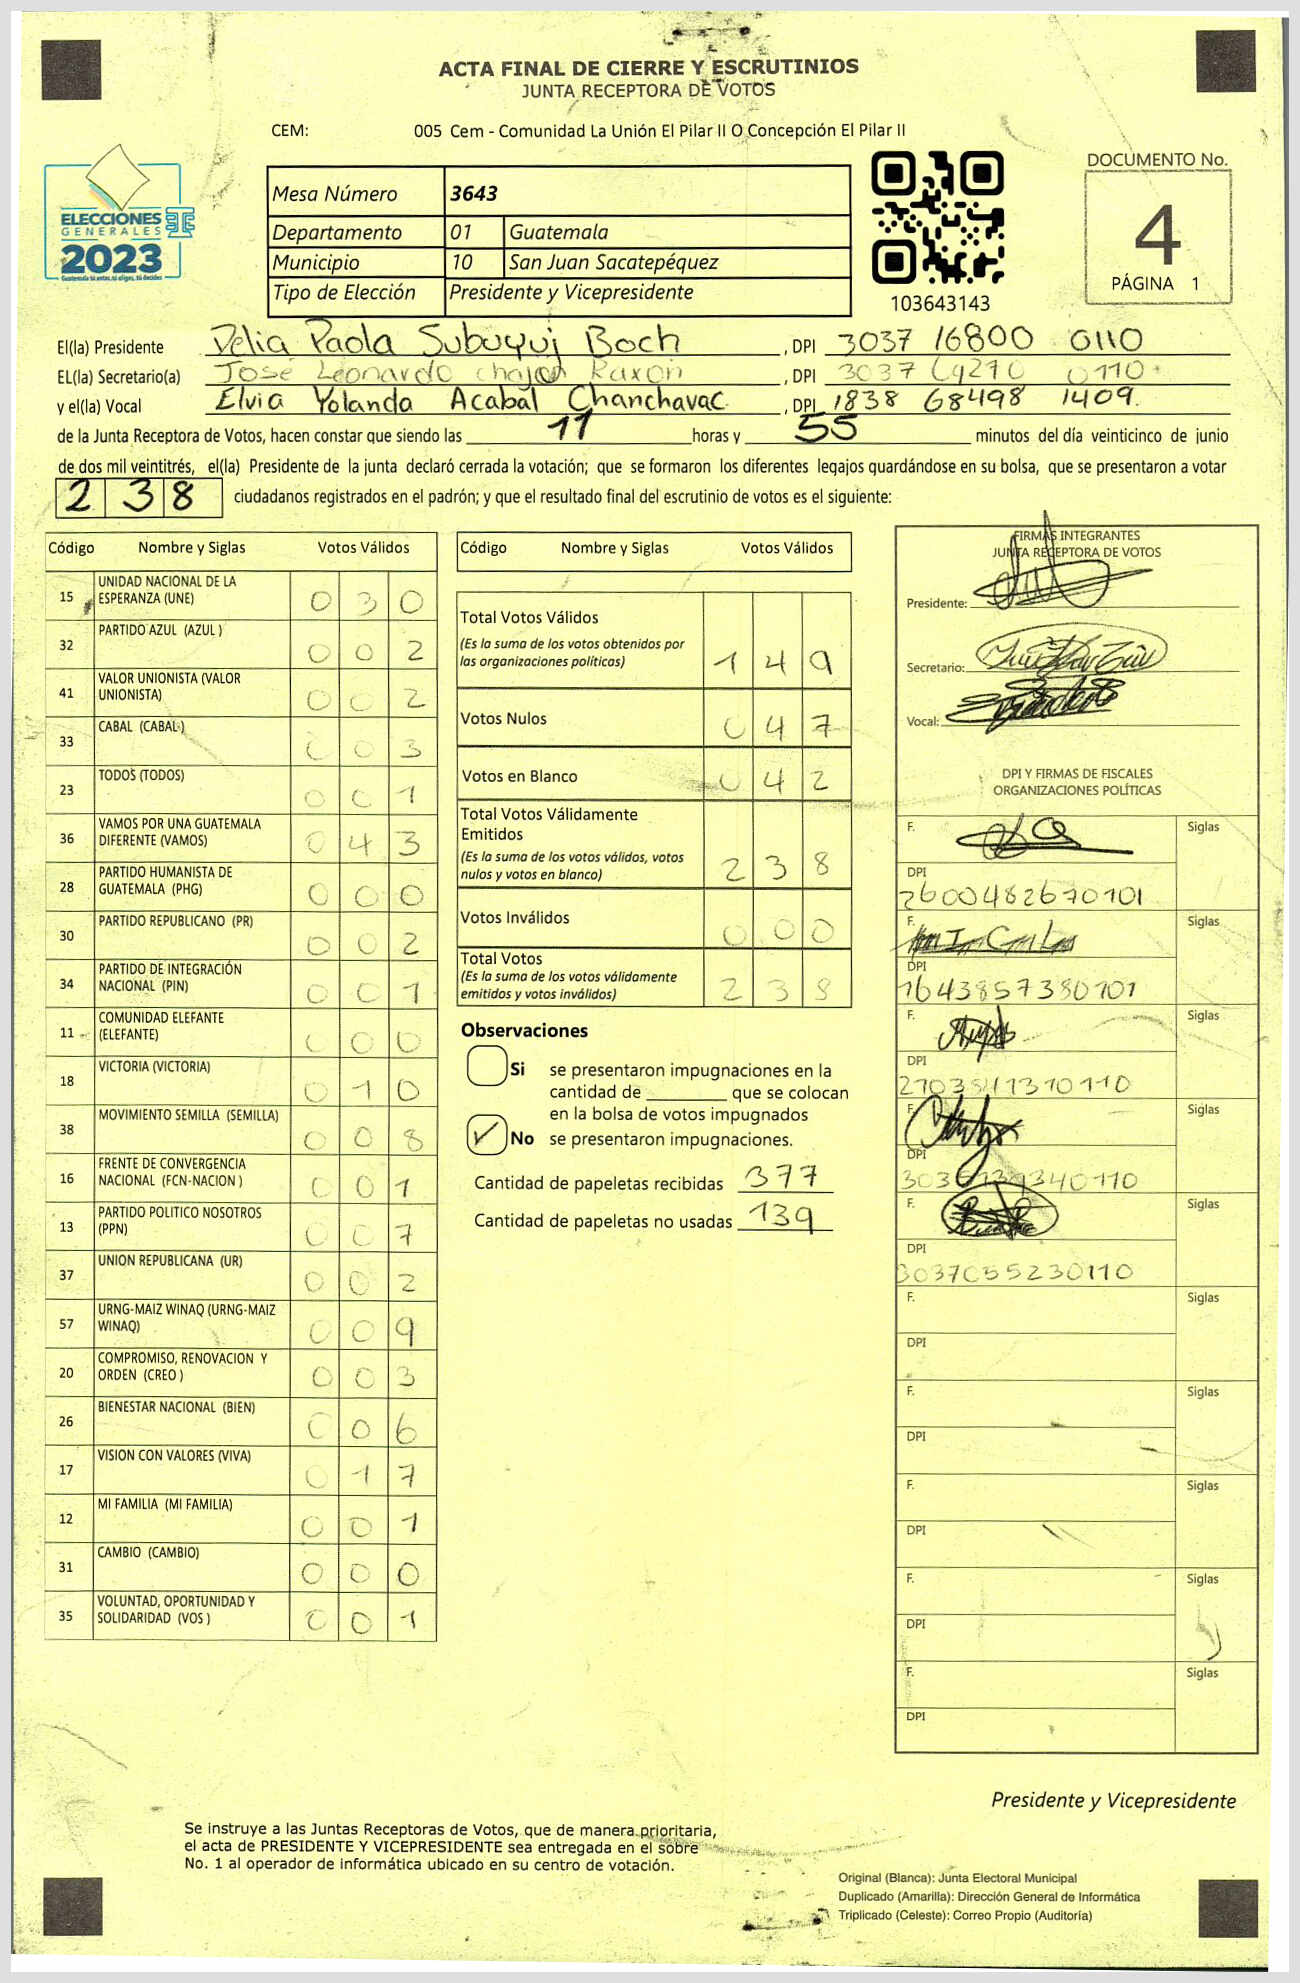 ACTA FINAL DE CIERRE Y ESCRUTINIOS
JUNTA RECEPTORA DE VOTOS
CEM: 005 Cem - Comunidad La Unión El Pilar II O Concepción El Pilar II
ELECCIONES
GENERALES
2023
Guatemala tú antes, tú eliges, tú decides
Mesa Número 3643
Departamento 01 Guatemala
Municipio 10 San Juan Sacatepéquez
Tipo de Elección Presidente y Vicepresidente
103643143
DOCUMENTO No.
4
PÁGINA 1
El(la) Presidente Delia Paola Subuyuj Boch, DPI 3037 16800 0110
EL(la) Secretario(a) José Leonardo Chajon Raxón, DPI 3037 69270 0110
y el(la) Vocal Elvia Yolanda Acabal Chanchavac, DPI 1838 68498 1409
de la Junta Receptora de Votos, hacen constar que siendo las 17 horas y 55 minutos del día veinticinco de junio
de dos mil veintitrés, el(la) Presidente de la junta declaró cerrada la votación; que se formaron los diferentes legajos guardándose en su bolsa, que se presentaron a votar
238 ciudadanos registrados en el padrón; y que el resultado final del escrutinio de votos es el siguiente:
Código Nombre y Siglas Votos Válidos
15 UNIDAD NACIONAL DE LA ESPERANZA (UNE) 0 3 0
32 PARTIDO AZUL (AZUL ) 0 0 2
41 VALOR UNIONISTA (VALOR UNIONISTA) 0 0 2
33 CABAL (CABAL ) 0 0 3
23 TODOS (TODOS) 0 0 1
36 VAMOS POR UNA GUATEMALA DIFERENTE (VAMOS) 0 4 3
28 PARTIDO HUMANISTA DE GUATEMALA (PHG) 0 0 0
30 PARTIDO REPUBLICANO (PR) 0 0 2
34 PARTIDO DE INTEGRACIÓN NACIONAL (PIN) 0 0 1
11 COMUNIDAD ELEFANTE (ELEFANTE) 0 0 0
18 VICTORIA (VICTORIA) 0 1 0
38 MOVIMIENTO SEMILLA (SEMILLA) 0 0 8
16 FRENTE DE CONVERGENCIA NACIONAL (FCN-NACION ) 0 0 1
13 PARTIDO POLITICO NOSOTROS (PPN) 0 0 7
37 UNION REPUBLICANA (UR) 0 0 2
57 URNG-MAIZ WINAQ (URNG-MAIZ WINAQ) 0 0 9
20 COMPROMISO, RENOVACION Y ORDEN (CREO ) 0 0 3
26 BIENESTAR NACIONAL (BIEN) 0 0 6
17 VISION CON VALORES (VIVA) 0 1 7
12 MI FAMILIA (MI FAMILIA) 0 0 1
31 CAMBIO (CAMBIO) 0 0 0
35 VOLUNTAD, OPORTUNIDAD Y SOLIDARIDAD (VOS ) 0 0 1
Código Nombre y Siglas Votos Válidos
Total Votos Válidos
(Es la suma de los votos obtenidos por
las organizaciones políticas) 1 4 9
Votos Nulos 0 4 7
Votos en Blanco 0 4 2
Total Votos Válidamente
Emitidos
(Es la suma de los votos válidos, votos
nulos y votos en blanco) 2 3 8
Votos Inválidos 0 0 0
Total Votos
(Es la suma de los votos válidamente
emitidos y votos inválidos) 2 3 8
Observaciones
Si se presentaron impugnaciones en la
cantidad de ________ que se colocan
en la bolsa de votos impugnados
No se presentaron impugnaciones.
Cantidad de papeletas recibidas 377
Cantidad de papeletas no usadas 139
FIRMAS INTEGRANTES
JUNTA RECEPTORA DE VOTOS
Presidente:
Secretario:
Vocal:
DPI Y FIRMAS DE FISCALES
ORGANIZACIONES POLÍTICAS
F. Siglas
DPI
2600482670101
F. Siglas
DPI
1643857380101
F. Siglas
DPI
F. Siglas
DPI
F. Siglas
DPI
3037055230110
F. Siglas
DPI
F. Siglas
DPI
F. Siglas
DPI
F. Siglas
DPI
F. Siglas
DPI
Presidente y Vicepresidente
Se instruye a las Juntas Receptoras de Votos, que de manera prioritaria,
el acta de PRESIDENTE Y VICEPRESIDENTE sea entregada en el sobre
No. 1 al operador de informática ubicado en su centro de votación.
Original (Blanca): Junta Electoral Municipal
Duplicado (Amarilla): Dirección General de Informática
Triplicado (Celeste): Correo Propio (Auditoría)